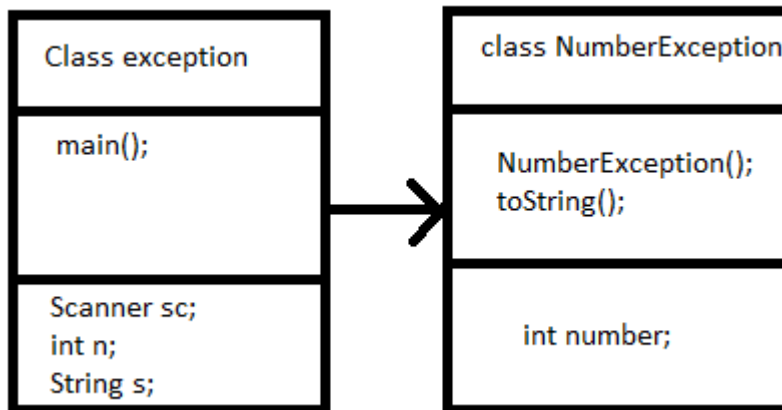 Class exception
main();
Scanner sc;
int n;
String s;
class NumberException
NumberException();
toString();
int number;